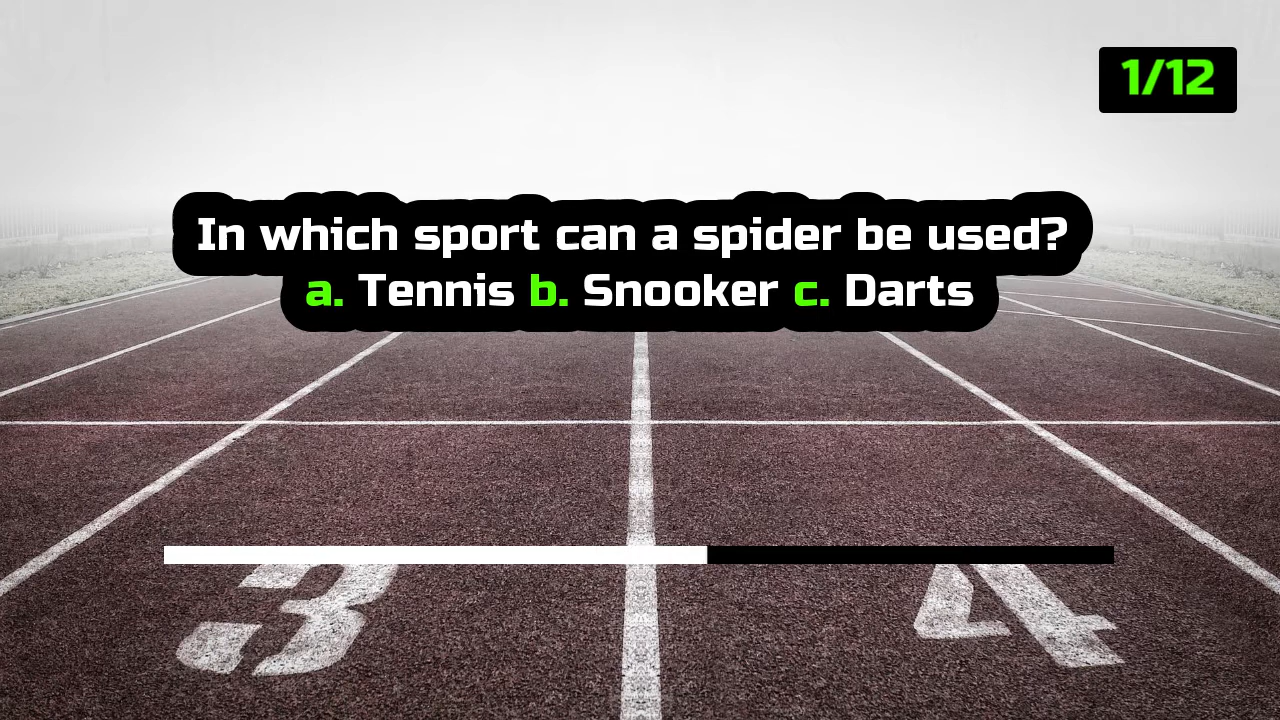 1/12
In which sport can a spider be used?
a. Tennis b. Snooker c. Darts
3 4